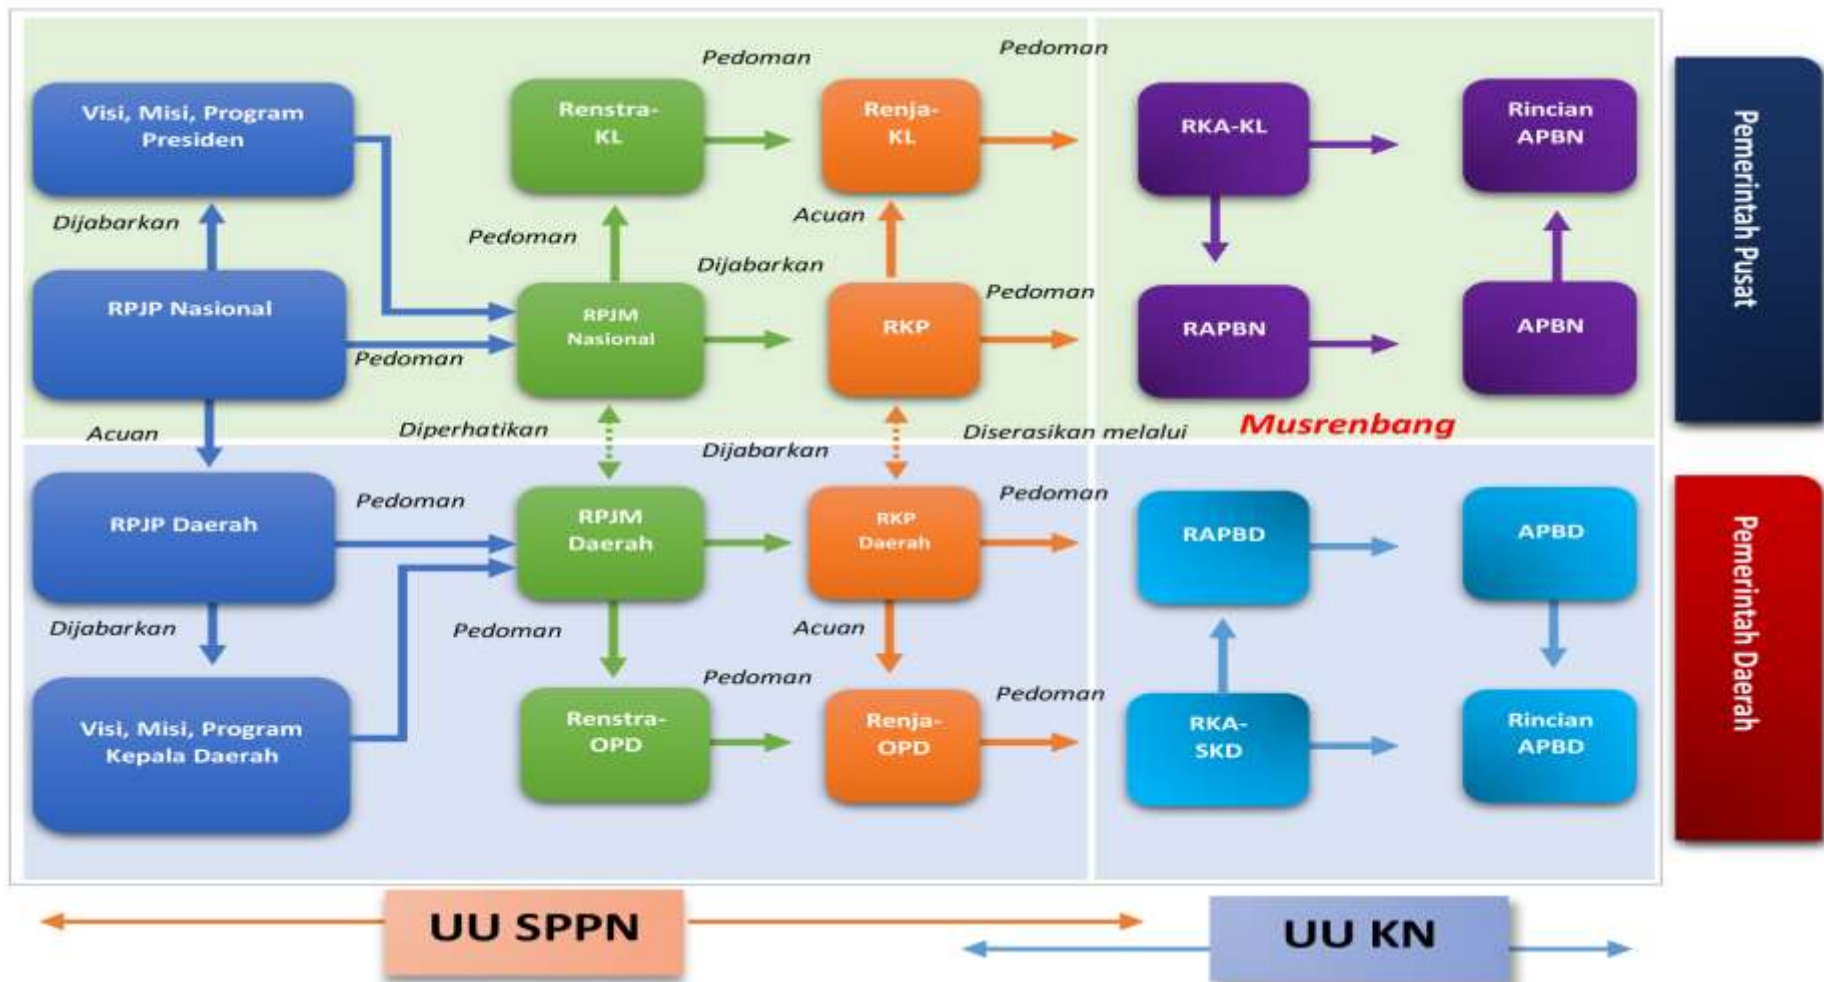 Pedoman
Pedoman
Visi, Misi, Program
Presiden
Renstra-
KL
Renja-
KL
RKA-KL
Rincian
APBN
Dijabarkan
Pedoman
Acuan
Dijabarkan
Pedoman
RPJP Nasional
RPJM
Nasional
RKP
RAPBN
APBN
Pedoman
Acuan
Diperhatikan
Dijabarkan
Diserasikan melalui
Musrenbang
Pemerintah Pusat
RPJP Daerah
Pedoman
RPJM
Daerah
RKP
Daerah
Pedoman
RAPBD
APBD
Dijabarkan
Pedoman
Acuan
Pedoman
Pedoman
Visi, Misi, Program
Kepala Daerah
Renstra-
OPD
Renja-
OPD
RKA-
SKD
Rincian
APBD
Pemerintah Daerah
UU SPPN
UU KN